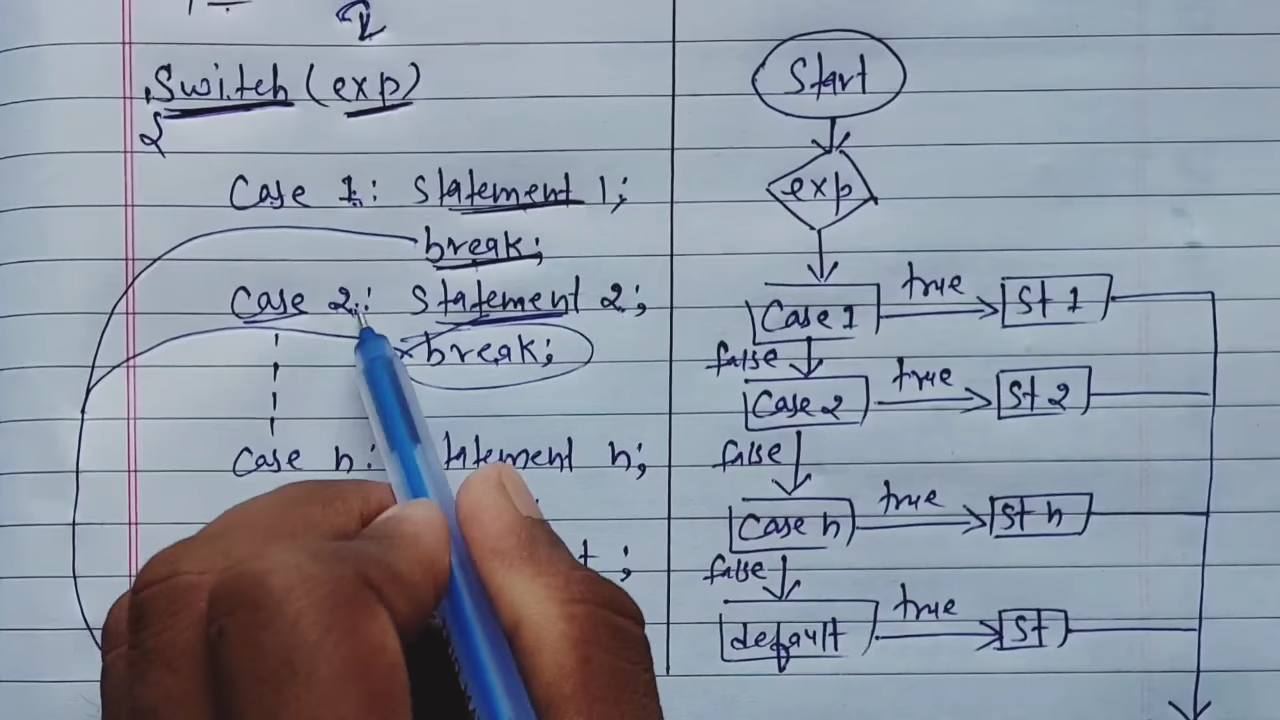 Switch (exp)
{
Case 1: Statement 1;
break;
Case 2: Statement 2;
break;
Case n: tatement n;
;
t ;
Start
exp
Case 1 true St 1
false
Case 2 true St 2
false
Case n true St n
false
default true St